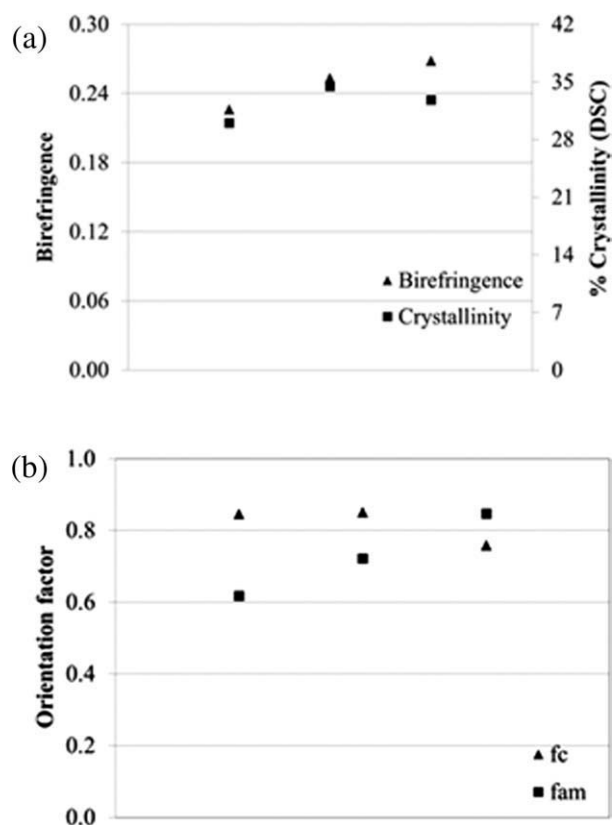 (a)
0.30
0.24
0.18
0.12
0.06
0.00
Birefringence
42
35
28
21
14
7
0
% Crystallinity (DSC)
Birefringence
Crystallinity
(b)
1.0
0.8
0.6
0.4
0.2
0.0
Orientation factor
fc
fam